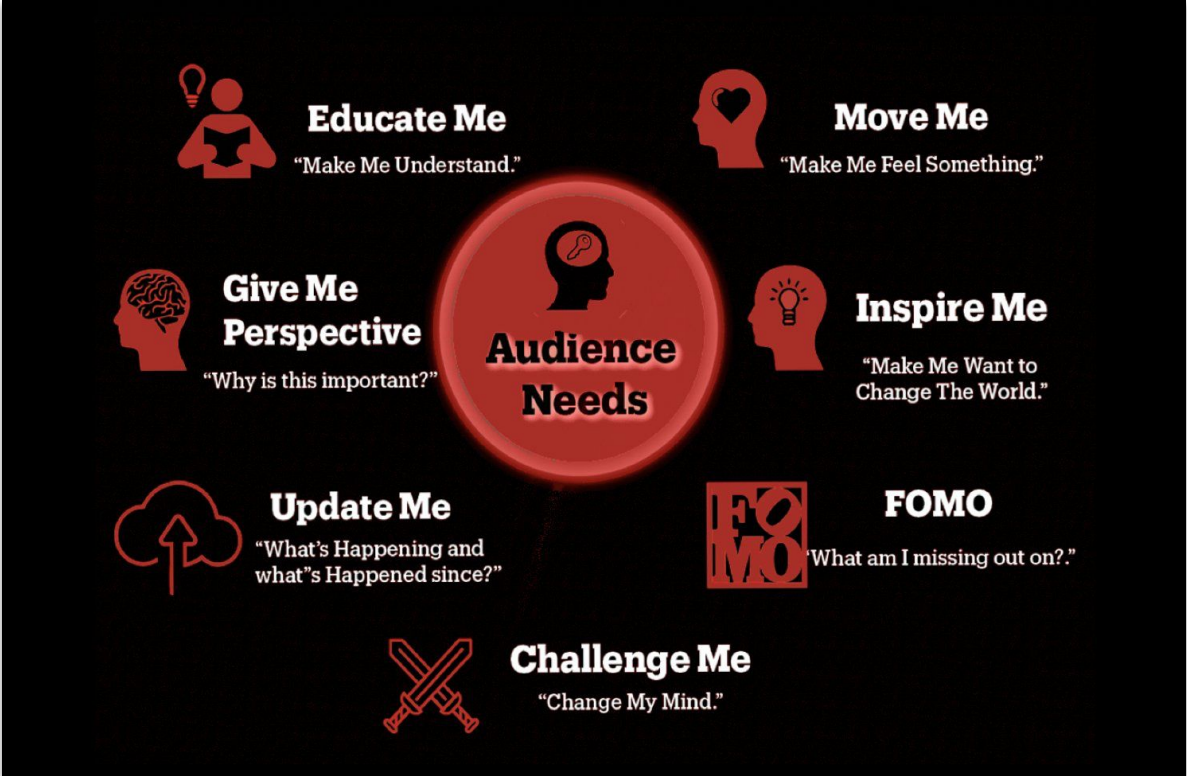 Educate Me
“Make Me Understand.”
Move Me
“Make Me Feel Something.”
Give Me
Perspective
“Why is this important?”
Audience
Needs
Inspire Me
“Make Me Want to
Change The World.”
Update Me
“What’s Happening and
what”s Happened since?”
FO
MO
FOMO
“What am I missing out on?.”
Challenge Me
“Change My Mind.”